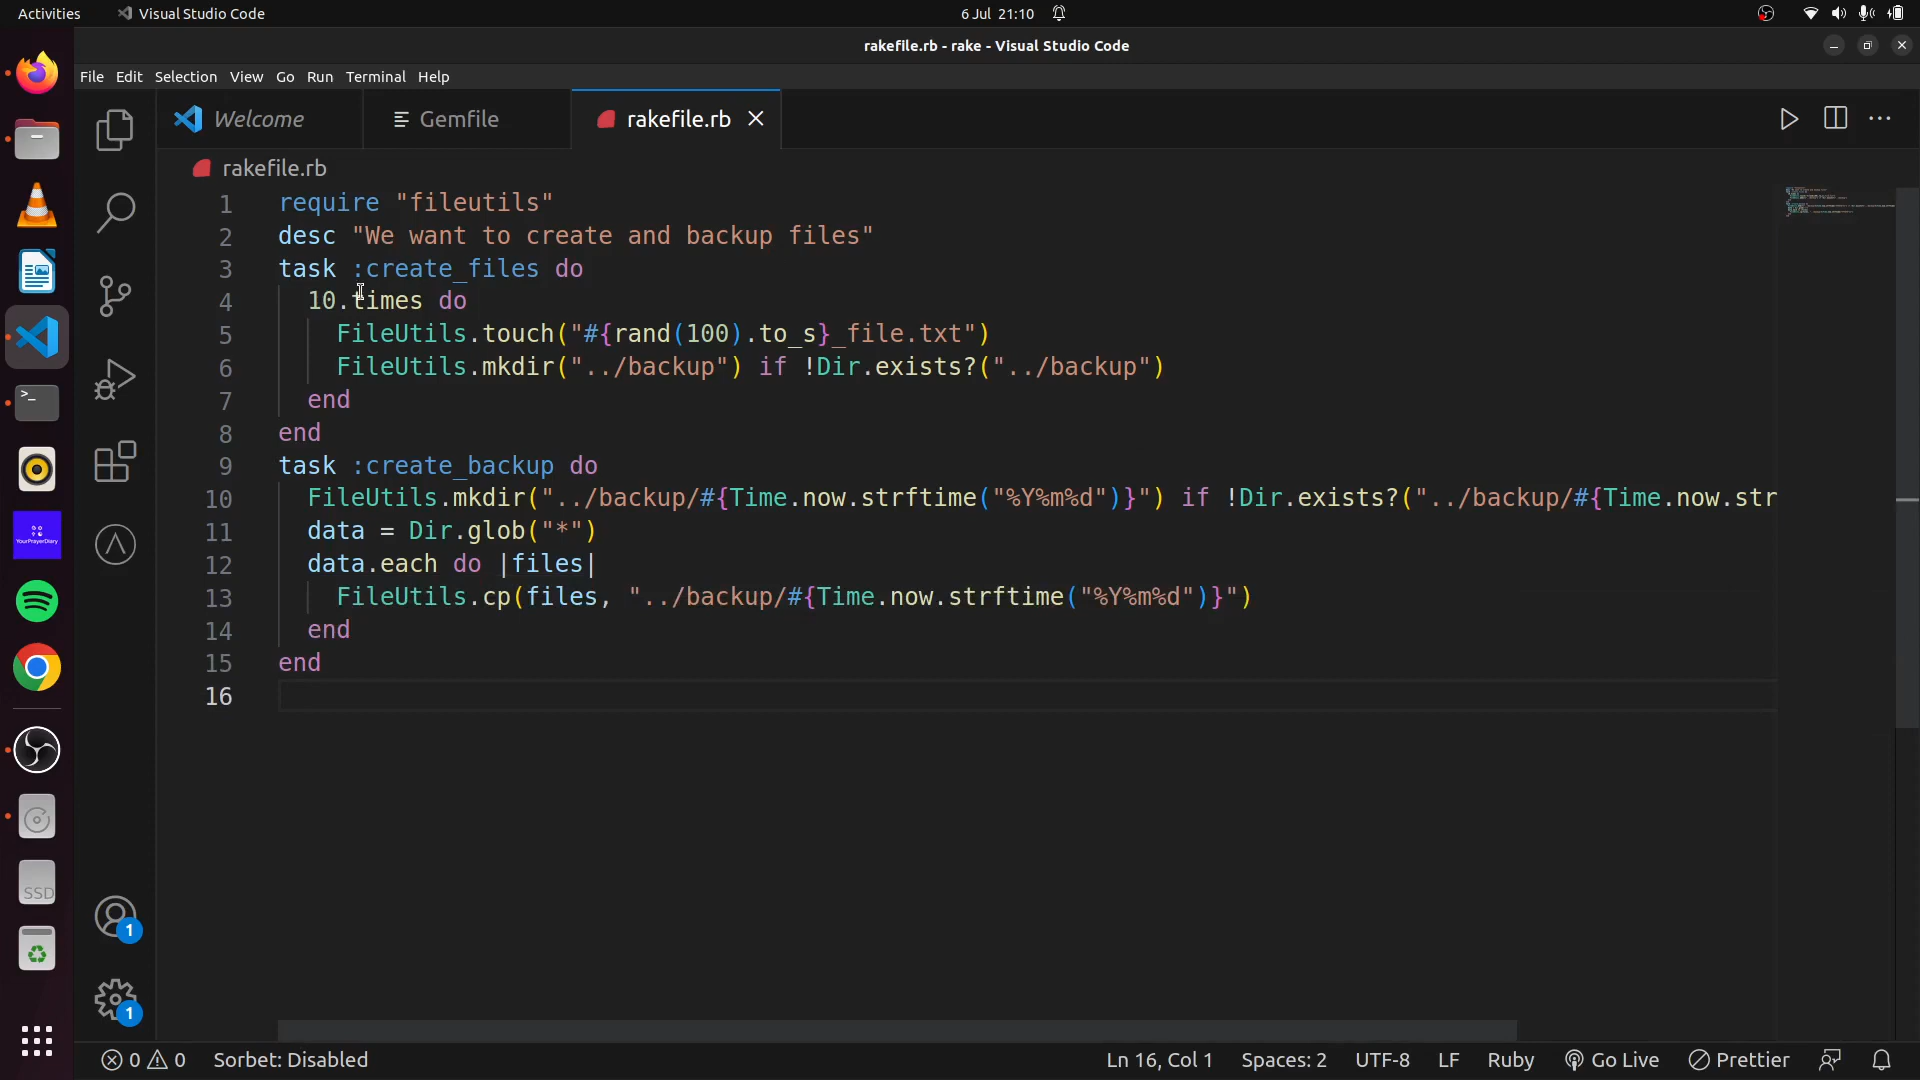 Activities Visual Studio Code 6 Jul 21:10
rakefile.rb - rake - Visual Studio Code
File Edit Selection View Go Run Terminal Help
Welcome Gemfile rakefile.rb
rakefile.rb
1 require "fileutils"
2 desc "We want to create and backup files"
3 task :create_files do
4 10.times do
5 FileUtils.touch("#{rand(100).to_s}_file.txt")
6 FileUtils.mkdir("../backup") if !Dir.exists?("../backup")
7 end
8 end
9 task :create_backup do
10 FileUtils.mkdir("../backup/#{Time.now.strftime("%Y%m%d")}") if !Dir.exists?("../backup/#{Time.now.str
11 data = Dir.glob("*")
12 data.each do |files|
13 FileUtils.cp(files, "../backup/#{Time.now.strftime("%Y%m%d")}")
14 end
15 end
16
YourPrayerDiary
SSD
1
1
0 0 Sorbet: Disabled Ln 16, Col 1 Spaces: 2 UTF-8 LF Ruby Go Live Prettier